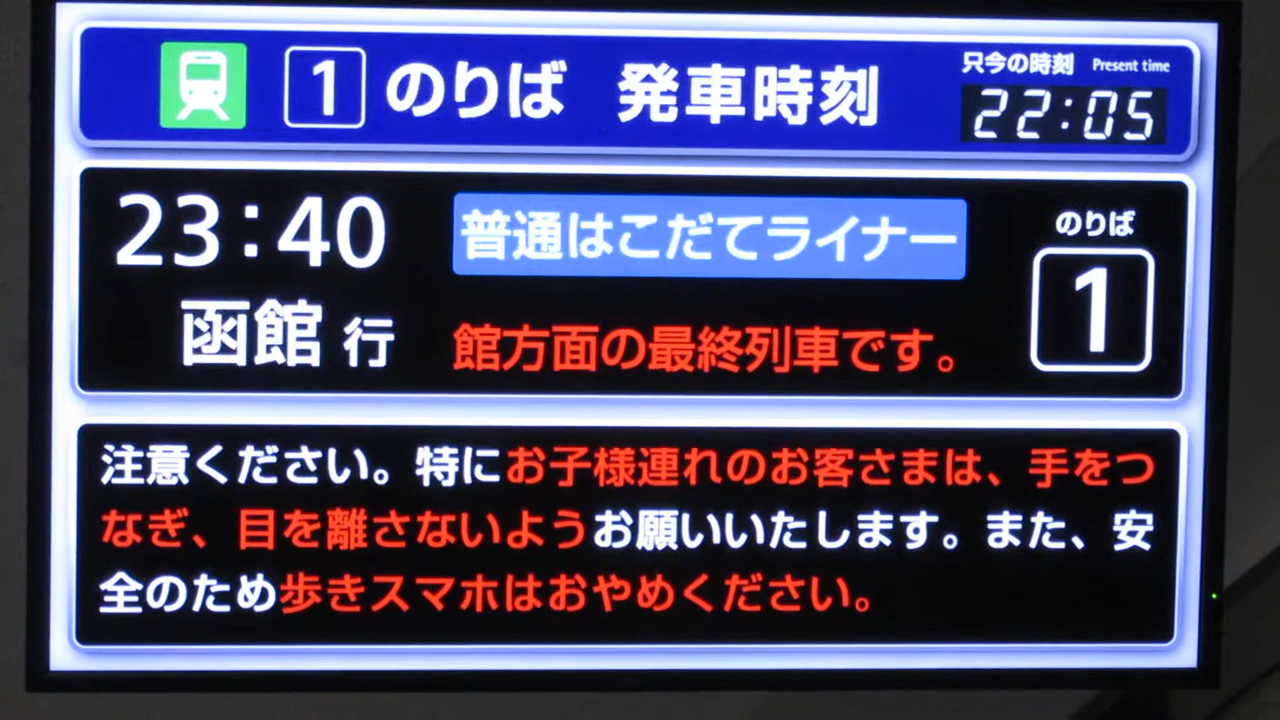 1 のりば 発車時刻
只今の時刻 Present time
22:05
23:40 普通はこだてライナー
のりば
1
函館 行 館方面の最終列車です。
注意ください。特にお子様連れのお客さまは、手をつ
なぎ、目を離さないようお願いいたします。また、安
全のため歩きスマホはおやめください。